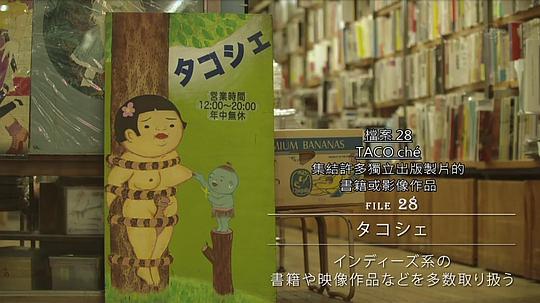 タコシェ
営業時間
12:00~20:00
年中無休
檔案 28
TACO ché
集結許多獨立出版製片的
書籍或影像作品
PREMIUM BANANAS
FILE 28
タコシェ
インディーズ系の
書籍や映像作品などを多数取り扱う